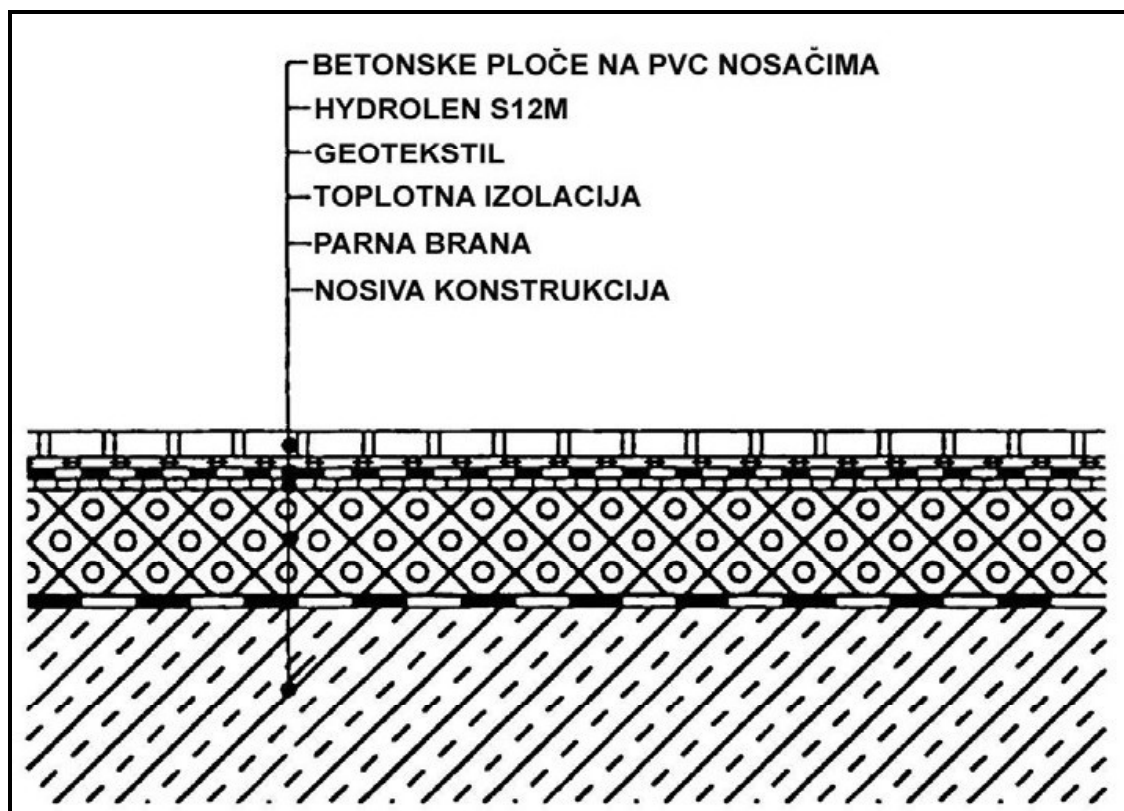 BETONSKE PLOČE NA PVC NOSAČIMA
HYDROLEN S12M
GEOTEKSTIL
TOPLOTNA IZOLACIJA
PARNA BRANA
NOSIVA KONSTRUKCIJA